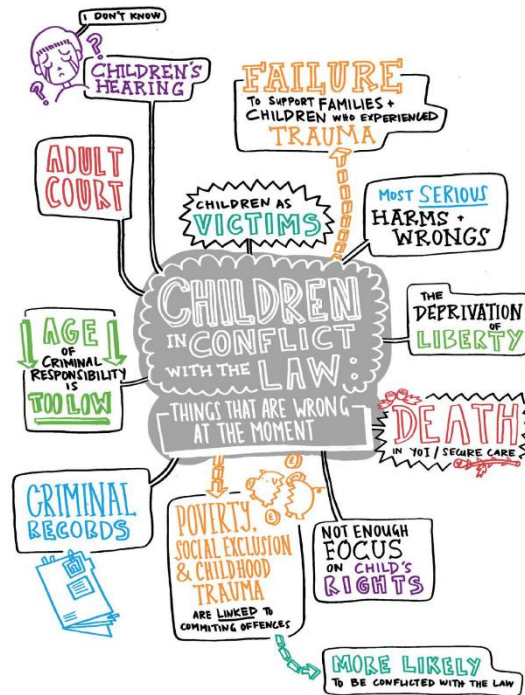 I DON'T KNOW
?
?
?
CHILDREN'S
HEARING
FAILURE
TO SUPPORT FAMILIES +
CHILDREN WHO EXPERIENCED
TRAUMA
ADULT
COURT
CHILDREN AS
VICTIMS
MOST SERIOUS
HARMS +
WRONGS
CHILDREN
IN CONFLICT
WITH THE LAW:
THINGS THAT ARE WRONG
AT THE MOMENT
THE
DEPRIVATION
OF
LIBERTY
AGE
OF
CRIMINAL
RESPONSIBILITY
IS
TOO LOW
DEATH
IN YOI / SECURE CARE
CRIMINAL
RECORDS
POVERTY,
SOCIAL EXCLUSION
& CHILDHOOD
TRAUMA
ARE LINKED TO
COMMITING OFFENCES
NOT ENOUGH
FOCUS
ON CHILD'S
RIGHTS
MORE LIKELY
TO BE CONFLICTED WITH THE LAW